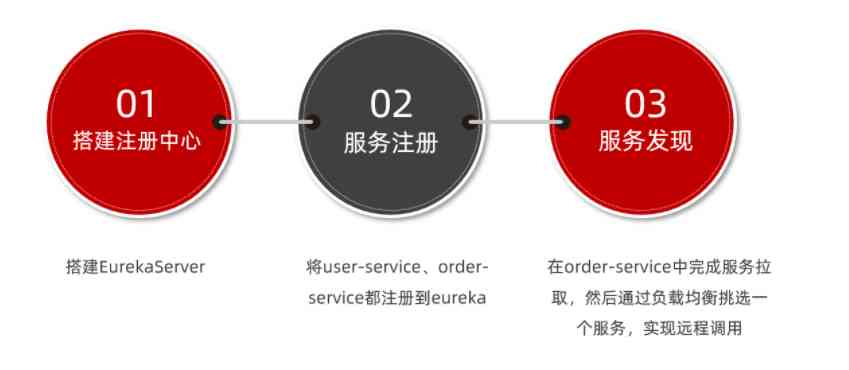 01
搭建注册中心
02
服务注册
03
服务发现
搭建EurekaServer
将user-service、order-
service都注册到eureka
在order-service中完成服务拉
取，然后通过负载均衡挑选一
个服务，实现远程调用